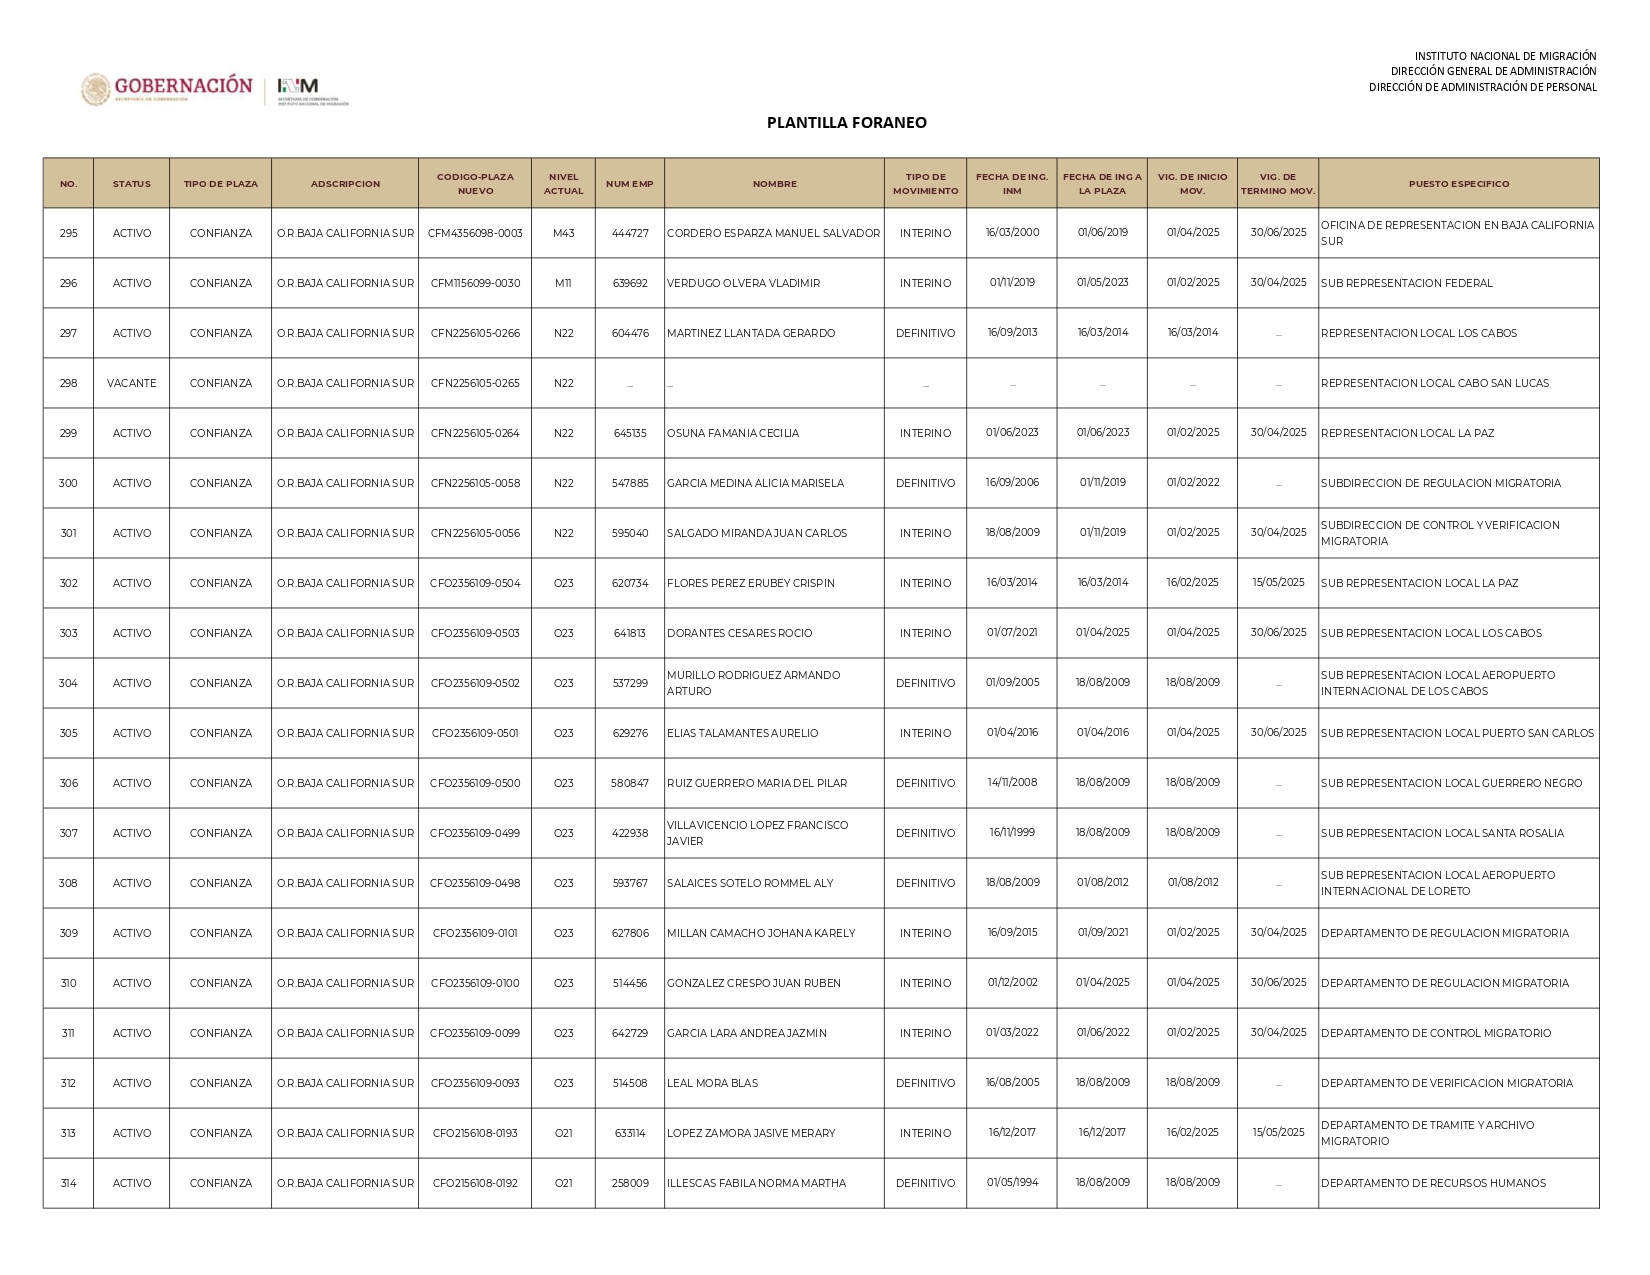 INSTITUTO NACIONAL DE MIGRACIÓN
DIRECCIÓN GENERAL DE ADMINISTRACIÓN
DIRECCIÓN DE ADMINISTRACIÓN DE PERSONAL
GOBERNACIÓN
SECRETARÍA DE GOBERNACIÓN
INM
SECRETARÍA DE GOBERNACIÓN
INSTITUTO NACIONAL DE MIGRACIÓN
PLANTILLA FORANEO
NO. STATUS TIPO DE PLAZA ADSCRIPCION CODIGO-PLAZA NUEVO NIVEL ACTUAL NUM EMP NOMBRE TIPO DE MOVIMIENTO FECHA DE ING. INM FECHA DE ING A LA PLAZA VIG. DE INICIO MOV. VIG. DE TERMINO MOV. PUESTO ESPECIFICO
295 ACTIVO CONFIANZA O.R.BAJA CALIFORNIA SUR CFM4356098-0003 M43 444727 CORDERO ESPARZA MANUEL SALVADOR INTERINO 16/03/2000 01/06/2019 01/04/2025 30/06/2025 OFICINA DE REPRESENTACION EN BAJA CALIFORNIA SUR
296 ACTIVO CONFIANZA O.R.BAJA CALIFORNIA SUR CFM1156099-0030 M11 639692 VERDUGO OLVERA VLADIMIR INTERINO 01/11/2019 01/05/2023 01/02/2025 30/04/2025 SUB REPRESENTACION FEDERAL
297 ACTIVO CONFIANZA O.R.BAJA CALIFORNIA SUR CFN2256105-0266 N22 604476 MARTINEZ LLANTADA GERARDO DEFINITIVO 16/09/2013 16/03/2014 16/03/2014 ... REPRESENTACION LOCAL LOS CABOS
298 VACANTE CONFIANZA O.R.BAJA CALIFORNIA SUR CFN2256105-0265 N22 ... ... ... ... ... ... ... REPRESENTACION LOCAL CABO SAN LUCAS
299 ACTIVO CONFIANZA O.R.BAJA CALIFORNIA SUR CFN2256105-0264 N22 645135 OSUNA FAMANIA CECILIA INTERINO 01/06/2023 01/06/2023 01/02/2025 30/04/2025 REPRESENTACION LOCAL LA PAZ
300 ACTIVO CONFIANZA O.R.BAJA CALIFORNIA SUR CFN2256105-0058 N22 547885 GARCIA MEDINA ALICIA MARISELA DEFINITIVO 16/09/2006 01/11/2019 01/02/2022 ... SUBDIRECCION DE REGULACION MIGRATORIA
301 ACTIVO CONFIANZA O.R.BAJA CALIFORNIA SUR CFN2256105-0056 N22 595040 SALGADO MIRANDA JUAN CARLOS INTERINO 18/08/2009 01/11/2019 01/02/2025 30/04/2025 SUBDIRECCION DE CONTROL Y VERIFICACION MIGRATORIA
302 ACTIVO CONFIANZA O.R.BAJA CALIFORNIA SUR CFO2356109-0504 O23 620734 FLORES PEREZ ERUBEY CRISPIN INTERINO 16/03/2014 16/03/2014 16/02/2025 15/05/2025 SUB REPRESENTACION LOCAL LA PAZ
303 ACTIVO CONFIANZA O.R.BAJA CALIFORNIA SUR CFO2356109-0503 O23 641813 DORANTES CESARES ROCIO INTERINO 01/07/2021 01/04/2025 01/04/2025 30/06/2025 SUB REPRESENTACION LOCAL LOS CABOS
304 ACTIVO CONFIANZA O.R.BAJA CALIFORNIA SUR CFO2356109-0502 O23 537299 MURILLO RODRIGUEZ ARMANDO ARTURO DEFINITIVO 01/09/2005 18/08/2009 18/08/2009 ... SUB REPRESENTACION LOCAL AEROPUERTO INTERNACIONAL DE LOS CABOS
305 ACTIVO CONFIANZA O.R.BAJA CALIFORNIA SUR CFO2356109-0501 O23 629276 ELIAS TALAMANTES AURELIO INTERINO 01/04/2016 01/04/2016 01/04/2025 30/06/2025 SUB REPRESENTACION LOCAL PUERTO SAN CARLOS
306 ACTIVO CONFIANZA O.R.BAJA CALIFORNIA SUR CFO2356109-0500 O23 580847 RUIZ GUERRERO MARIA DEL PILAR DEFINITIVO 14/11/2008 18/08/2009 18/08/2009 ... SUB REPRESENTACION LOCAL GUERRERO NEGRO
307 ACTIVO CONFIANZA O.R.BAJA CALIFORNIA SUR CFO2356109-0499 O23 422938 VILLAVICENCIO LOPEZ FRANCISCO JAVIER DEFINITIVO 16/11/1999 18/08/2009 18/08/2009 ... SUB REPRESENTACION LOCAL SANTA ROSALIA
308 ACTIVO CONFIANZA O.R.BAJA CALIFORNIA SUR CFO2356109-0498 O23 593767 SALAICES SOTELO ROMMEL ALY DEFINITIVO 18/08/2009 01/08/2012 01/08/2012 ... SUB REPRESENTACION LOCAL AEROPUERTO INTERNACIONAL DE LORETO
309 ACTIVO CONFIANZA O.R.BAJA CALIFORNIA SUR CFO2356109-0101 O23 627806 MILLAN CAMACHO JOHANA KARELY INTERINO 16/09/2015 01/09/2021 01/02/2025 30/04/2025 DEPARTAMENTO DE REGULACION MIGRATORIA
310 ACTIVO CONFIANZA O.R.BAJA CALIFORNIA SUR CFO2356109-0100 O23 514456 GONZALEZ CRESPO JUAN RUBEN INTERINO 01/12/2002 01/04/2025 01/04/2025 30/06/2025 DEPARTAMENTO DE REGULACION MIGRATORIA
311 ACTIVO CONFIANZA O.R.BAJA CALIFORNIA SUR CFO2356109-0099 O23 642729 GARCIA LARA ANDREA JAZMIN INTERINO 01/03/2022 01/06/2022 01/02/2025 30/04/2025 DEPARTAMENTO DE CONTROL MIGRATORIO
312 ACTIVO CONFIANZA O.R.BAJA CALIFORNIA SUR CFO2356109-0093 O23 514508 LEAL MORA BLAS DEFINITIVO 16/08/2005 18/08/2009 18/08/2009 ... DEPARTAMENTO DE VERIFICACION MIGRATORIA
313 ACTIVO CONFIANZA O.R.BAJA CALIFORNIA SUR CFO2156108-0193 O21 633114 LOPEZ ZAMORA JASIVE MERARY INTERINO 16/12/2017 16/12/2017 16/02/2025 15/05/2025 DEPARTAMENTO DE TRAMITE Y ARCHIVO MIGRATORIO
314 ACTIVO CONFIANZA O.R.BAJA CALIFORNIA SUR CFO2156108-0192 O21 258009 ILLESCAS FABILA NORMA MARTHA DEFINITIVO 01/05/1994 18/08/2009 18/08/2009 ... DEPARTAMENTO DE RECURSOS HUMANOS